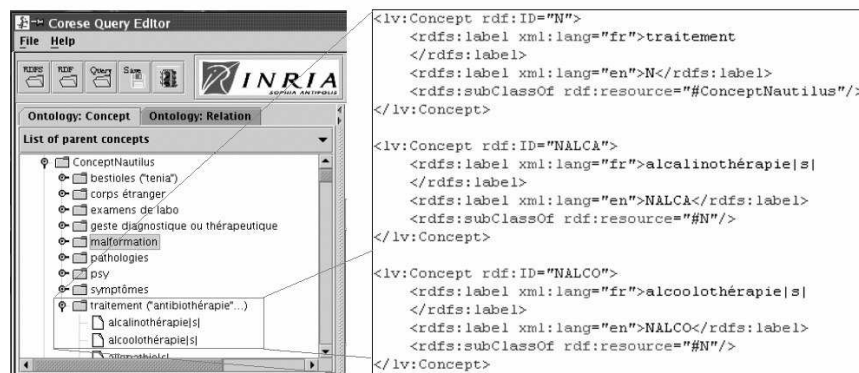 Corese Query Editor
File Help
RDFS RDF Query Save
INRIA
SOPHIA ANTIPOLIS
Ontology: Concept Ontology: Relation
List of parent concepts
ConceptNautilus
bestioles ("tenia")
corps étranger
examens de labo
geste diagnostique ou thérapeutique
malformation
pathologies
psy
symptômes
traitement ("antibiothérapie"...)
alcalinothérapie|s|
alcoolothérapie|s|
<lv:Concept rdf:ID="N">
<rdfs:label xml:lang="fr">traitement
</rdfs:label>
<rdfs:label xml:lang="en">N</rdfs:label>
<rdfs:subClassOf rdf:resource="#ConceptNautilus"/>
</lv:Concept>
<lv:Concept rdf:ID="NALCA">
<rdfs:label xml:lang="fr">alcalinothérapie|s|
</rdfs:label>
<rdfs:label xml:lang="en">NALCA</rdfs:label>
<rdfs:subClassOf rdf:resource="#N"/>
</lv:Concept>
<lv:Concept rdf:ID="NALCO">
<rdfs:label xml:lang="fr">alcoolothérapie|s|
</rdfs:label>
<rdfs:label xml:lang="en">NALCO</rdfs:label>
<rdfs:subClassOf rdf:resource="#N"/>
</lv:Concept>